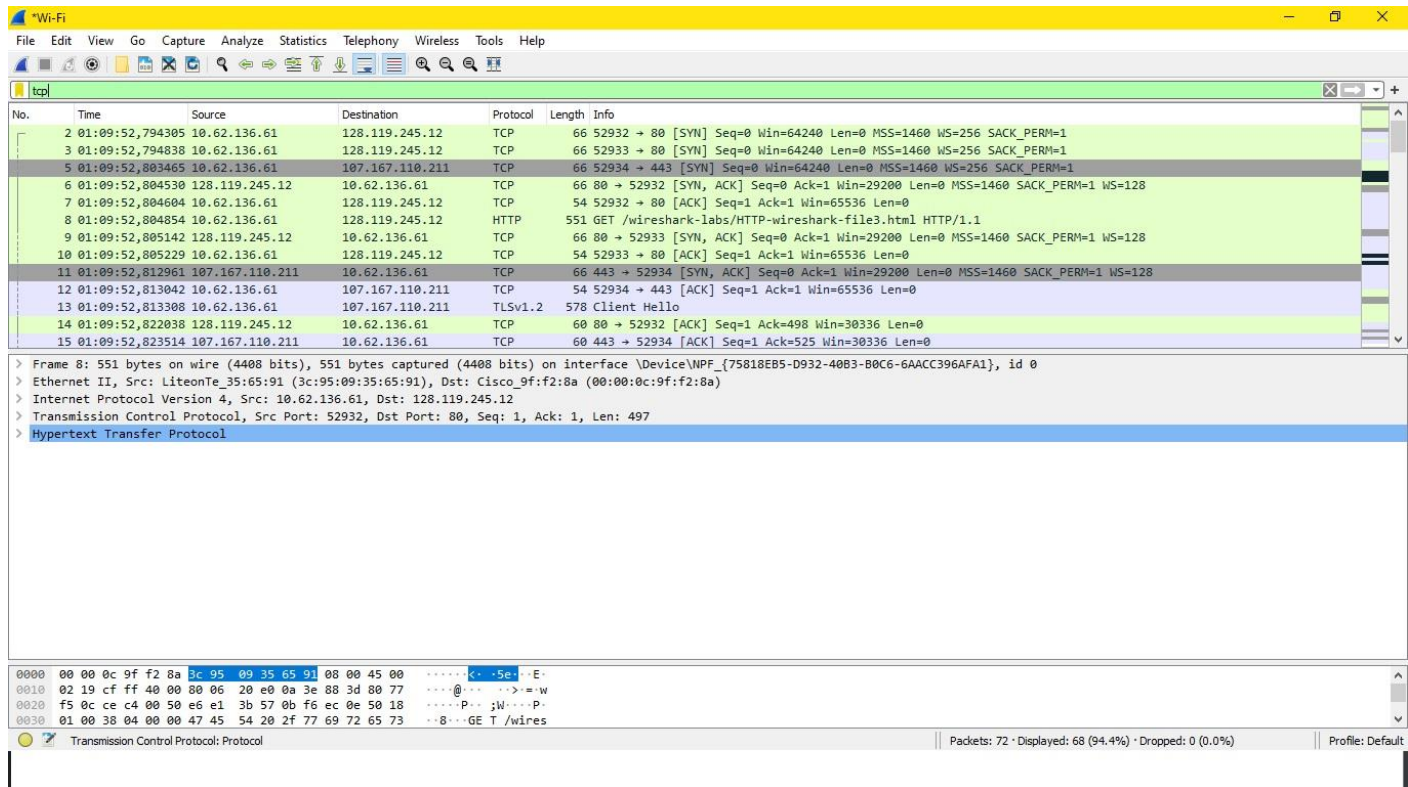 *Wi-Fi
File Edit View Go Capture Analyze Statistics Telephony Wireless Tools Help
tcp
No. Time Source Destination Protocol Length Info
2 01:09:52,794305 10.62.136.61 128.119.245.12 TCP 66 52932 → 80 [SYN] Seq=0 Win=64240 Len=0 MSS=1460 WS=256 SACK_PERM=1
3 01:09:52,794838 10.62.136.61 128.119.245.12 TCP 66 52933 → 80 [SYN] Seq=0 Win=64240 Len=0 MSS=1460 WS=256 SACK_PERM=1
5 01:09:52,803465 10.62.136.61 107.167.110.211 TCP 66 52934 → 443 [SYN] Seq=0 Win=64240 Len=0 MSS=1460 WS=256 SACK_PERM=1
6 01:09:52,804530 128.119.245.12 10.62.136.61 TCP 66 80 → 52932 [SYN, ACK] Seq=0 Ack=1 Win=29200 Len=0 MSS=1460 SACK_PERM=1 WS=128
7 01:09:52,804604 10.62.136.61 128.119.245.12 TCP 54 52932 → 80 [ACK] Seq=1 Ack=1 Win=65536 Len=0
8 01:09:52,804854 10.62.136.61 128.119.245.12 HTTP 551 GET /wireshark-labs/HTTP-wireshark-file3.html HTTP/1.1
9 01:09:52,805142 128.119.245.12 10.62.136.61 TCP 66 80 → 52933 [SYN, ACK] Seq=0 Ack=1 Win=29200 Len=0 MSS=1460 SACK_PERM=1 WS=128
10 01:09:52,805229 10.62.136.61 128.119.245.12 TCP 54 52933 → 80 [ACK] Seq=1 Ack=1 Win=65536 Len=0
11 01:09:52,812961 107.167.110.211 10.62.136.61 TCP 66 443 → 52934 [SYN, ACK] Seq=0 Ack=1 Win=29200 Len=0 MSS=1460 SACK_PERM=1 WS=128
12 01:09:52,813042 10.62.136.61 107.167.110.211 TCP 54 52934 → 443 [ACK] Seq=1 Ack=1 Win=65536 Len=0
13 01:09:52,813308 10.62.136.61 107.167.110.211 TLSv1.2 578 Client Hello
14 01:09:52,822038 128.119.245.12 10.62.136.61 TCP 60 80 → 52932 [ACK] Seq=1 Ack=498 Win=30336 Len=0
15 01:09:52,823514 107.167.110.211 10.62.136.61 TCP 60 443 → 52934 [ACK] Seq=1 Ack=525 Win=30336 Len=0
> Frame 8: 551 bytes on wire (4408 bits), 551 bytes captured (4408 bits) on interface \Device\NPF_{75818EB5-D932-40B3-B0C6-6AACC396AFA1}, id 0
> Ethernet II, Src: LiteonTe_35:65:91 (3c:95:09:35:65:91), Dst: Cisco_9f:f2:8a (00:00:0c:9f:f2:8a)
> Internet Protocol Version 4, Src: 10.62.136.61, Dst: 128.119.245.12
> Transmission Control Protocol, Src Port: 52932, Dst Port: 80, Seq: 1, Ack: 1, Len: 497
> Hypertext Transfer Protocol
0000 00 00 0c 9f f2 8a 3c 95 09 35 65 91 08 00 45 00 ······<· ·5e···E·
0010 02 19 cf ff 40 00 80 06 20 e0 0a 3e 88 3d 80 77 ····@··· ··>·=·w
0020 f5 0c ce c4 00 50 e6 e1 3b 57 0b f6 ec 0e 50 18 ·····P·· ;W····P·
0030 01 00 38 04 00 00 47 45 54 20 2f 77 69 72 65 73 ··8···GE T /wires
Transmission Control Protocol: Protocol Packets: 72 · Displayed: 68 (94.4%) · Dropped: 0 (0.0%) Profile: Default